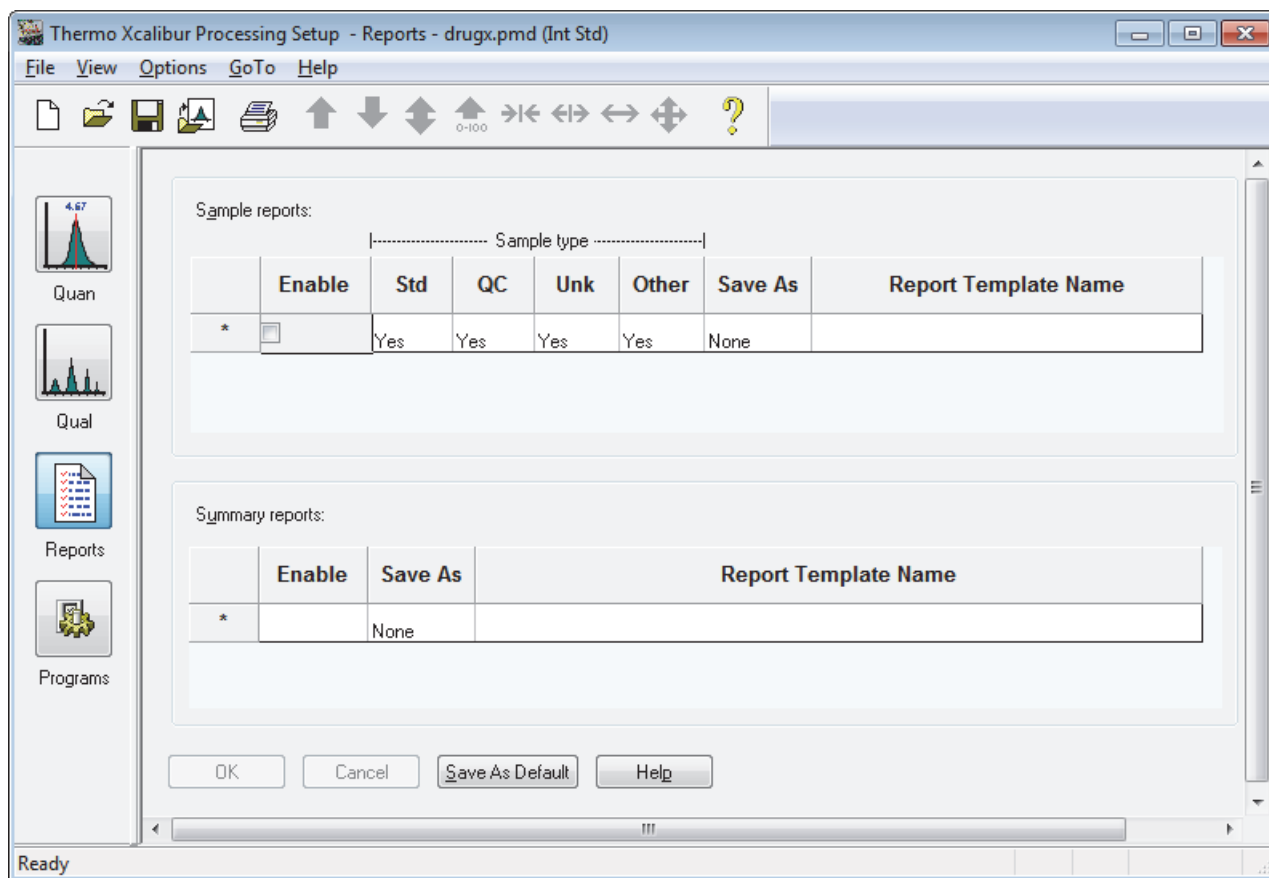 Thermo Xcalibur Processing Setup - Reports - drugx.pmd (Int Std)
File View Options GoTo Help
0-100
4.67
Quan
Qual
Reports
Programs
Sample reports:
|---------------------- Sample type ---------------------|
Enable Std QC Unk Other Save As Report Template Name
* Yes Yes Yes Yes None
Summary reports:
Enable Save As Report Template Name
* None
OK Cancel Save As Default Help
Ready